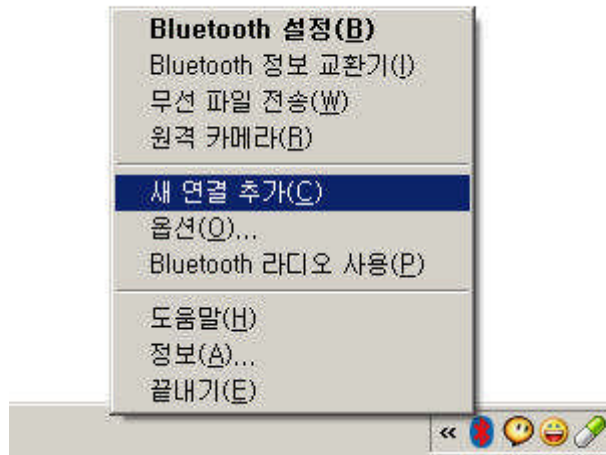 Bluetooth 설정(B)
Bluetooth 정보 교환기(I)
무선 파일 전송(W)
원격 카메라(R)
새 연결 추가(C)
옵션(O)...
Bluetooth 라디오 사용(P)
도움말(H)
정보(A)...
끝내기(E)
«